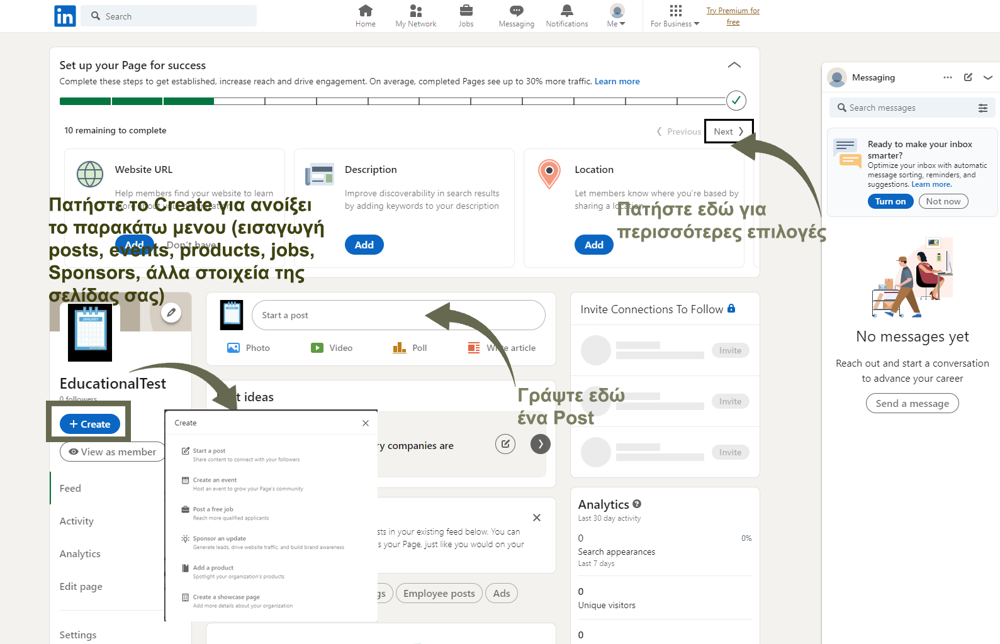 in
Search
Home
My Network
Jobs
Messaging
Notifications
Me
For Business
Try Premium for
free
Set up your Page for success
Complete these steps to get established, increase reach and drive engagement. On average, completed Pages see up to 30% more traffic. Learn more
10 remaining to complete
Previous
Next
Website URL
Help members find your website to learn
more about your organization
Add
Don't have
Description
Improve discoverability in search results
by adding keywords to your description
Add
Location
Let members know where you're based by
sharing a location
Add
Πατήστε το Create για ανοίξει
το παρακάτω μενου (εισαγωγή
posts, events, products, jobs,
Sponsors, άλλα στοιχεία της
σελίδας σας)
Πατήστε εδώ για
περισσότερες επιλογές
JANUARY
EducationalTest
0 followers
+ Create
View as member
Feed
Activity
Analytics
Edit page
Settings
JANUARY
Start a post
Photo
Video
Poll
Write article
Γράψτε εδώ
ένα Post
ideas
Create
Start a post
Share content to connect with your followers
Create an event
Host an event to grow your Page's community
Post a free job
Reach more qualified applicants
Sponsor an update
Generate leads, drive website traffic, and build brand awareness
Add a product
Spotlight your organization's products
Create a showcase page
Add more details about your organization
companies are
in your existing feed below. You can
your Page, just like you would on your
Employee posts
Ads
Invite Connections To Follow
Invite
Invite
Invite
Analytics
Last 30 day activity
0
0%
Search appearances
Last 7 days
0
Unique visitors
0
Messaging
Search messages
Ready to make your inbox
smarter?
Optimize your inbox with automatic
message sorting, reminders, and
suggestions. Learn more.
Turn on
Not now
No messages yet
Reach out and start a conversation
to advance your career
Send a message